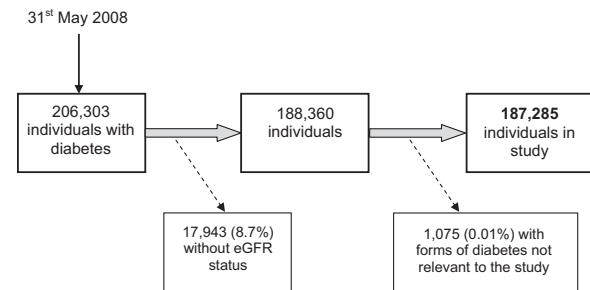 31st May 2008
206,303
individuals with
diabetes
188,360
individuals
187,285
individuals in
study
17,943 (8.7%)
without eGFR
status
1,075 (0.01%) with
forms of diabetes not
relevant to the study